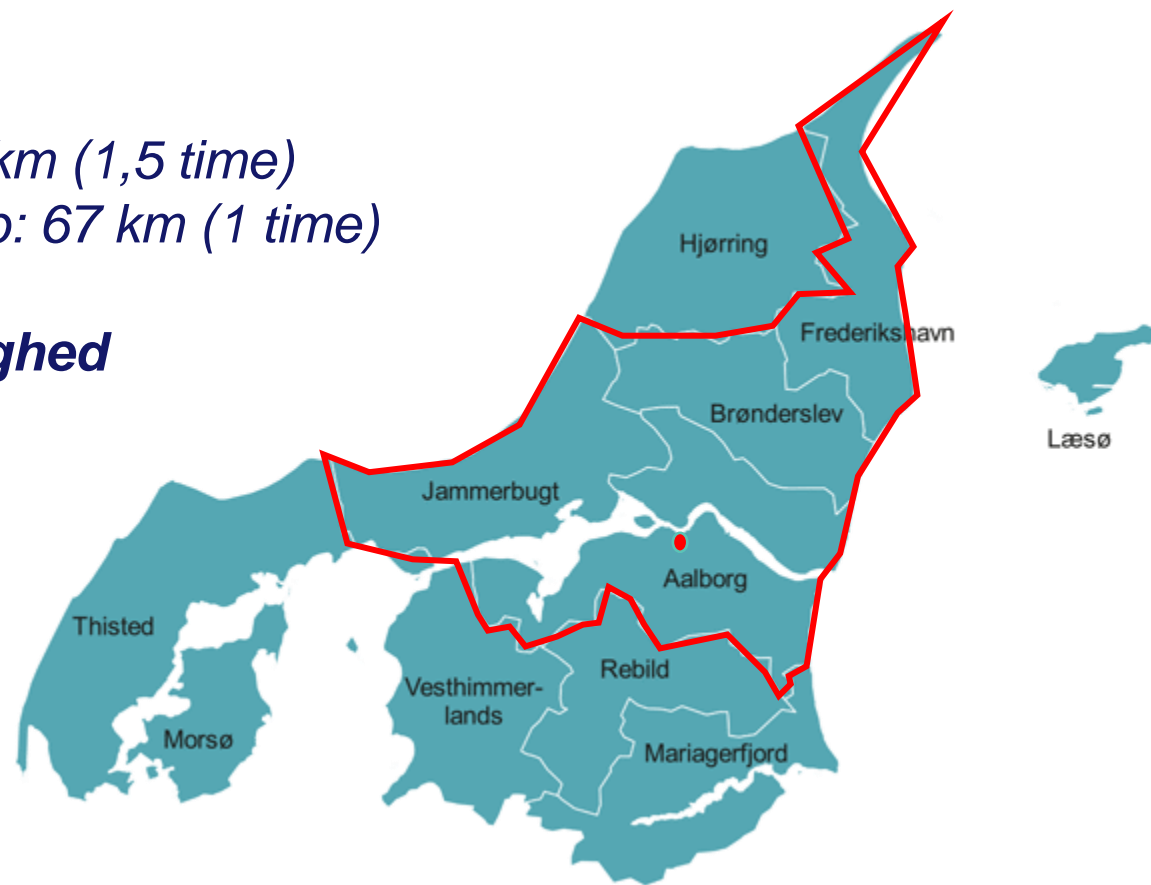 km (1,5 time)
: 67 km (1 time)
ghed
Hjørring
Frederikshavn
Brønderslev
Læsø
Jammerbugt
Aalborg
Thisted
Rebild
Vesthimmer-
lands
Morsø
Mariagerfjord